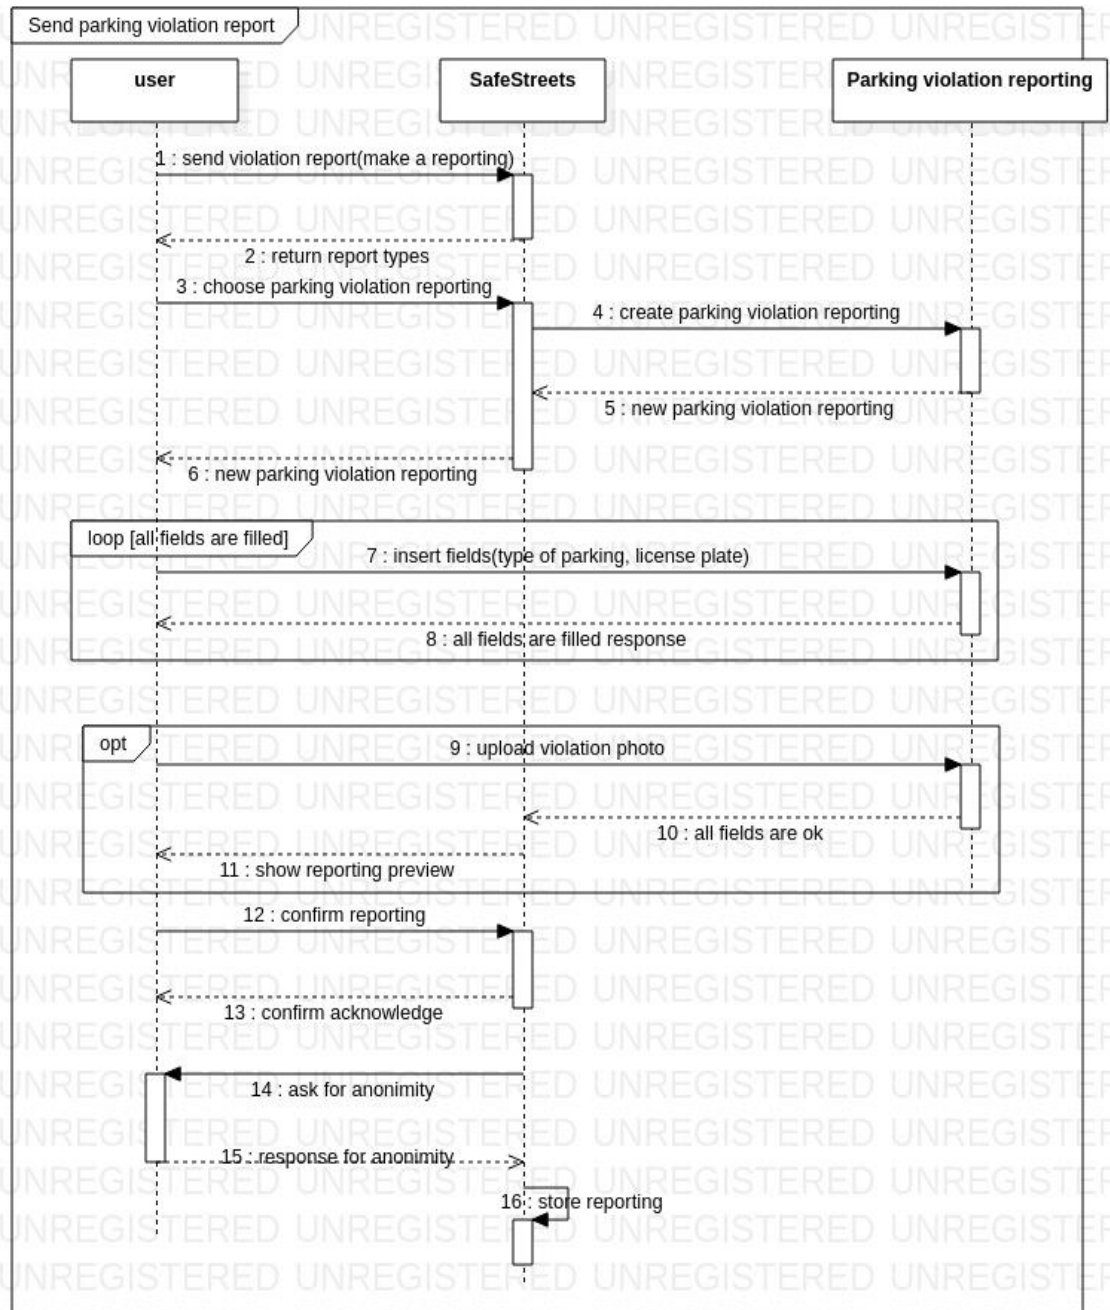 Send parking violation report
user
SafeStreets
Parking violation reporting
1 : send violation report(make a reporting)
2 : return report types
3 : choose parking violation reporting
4 : create parking violation reporting
5 : new parking violation reporting
6 : new parking violation reporting
loop [all fields are filled]
7 : insert fields(type of parking, license plate)
8 : all fields are filled response
opt
9 : upload violation photo
10 : all fields are ok
11 : show reporting preview
12 : confirm reporting
13 : confirm acknowledge
14 : ask for anonimity
15 : response for anonimity
16 : store reporting
UNREGISTERED